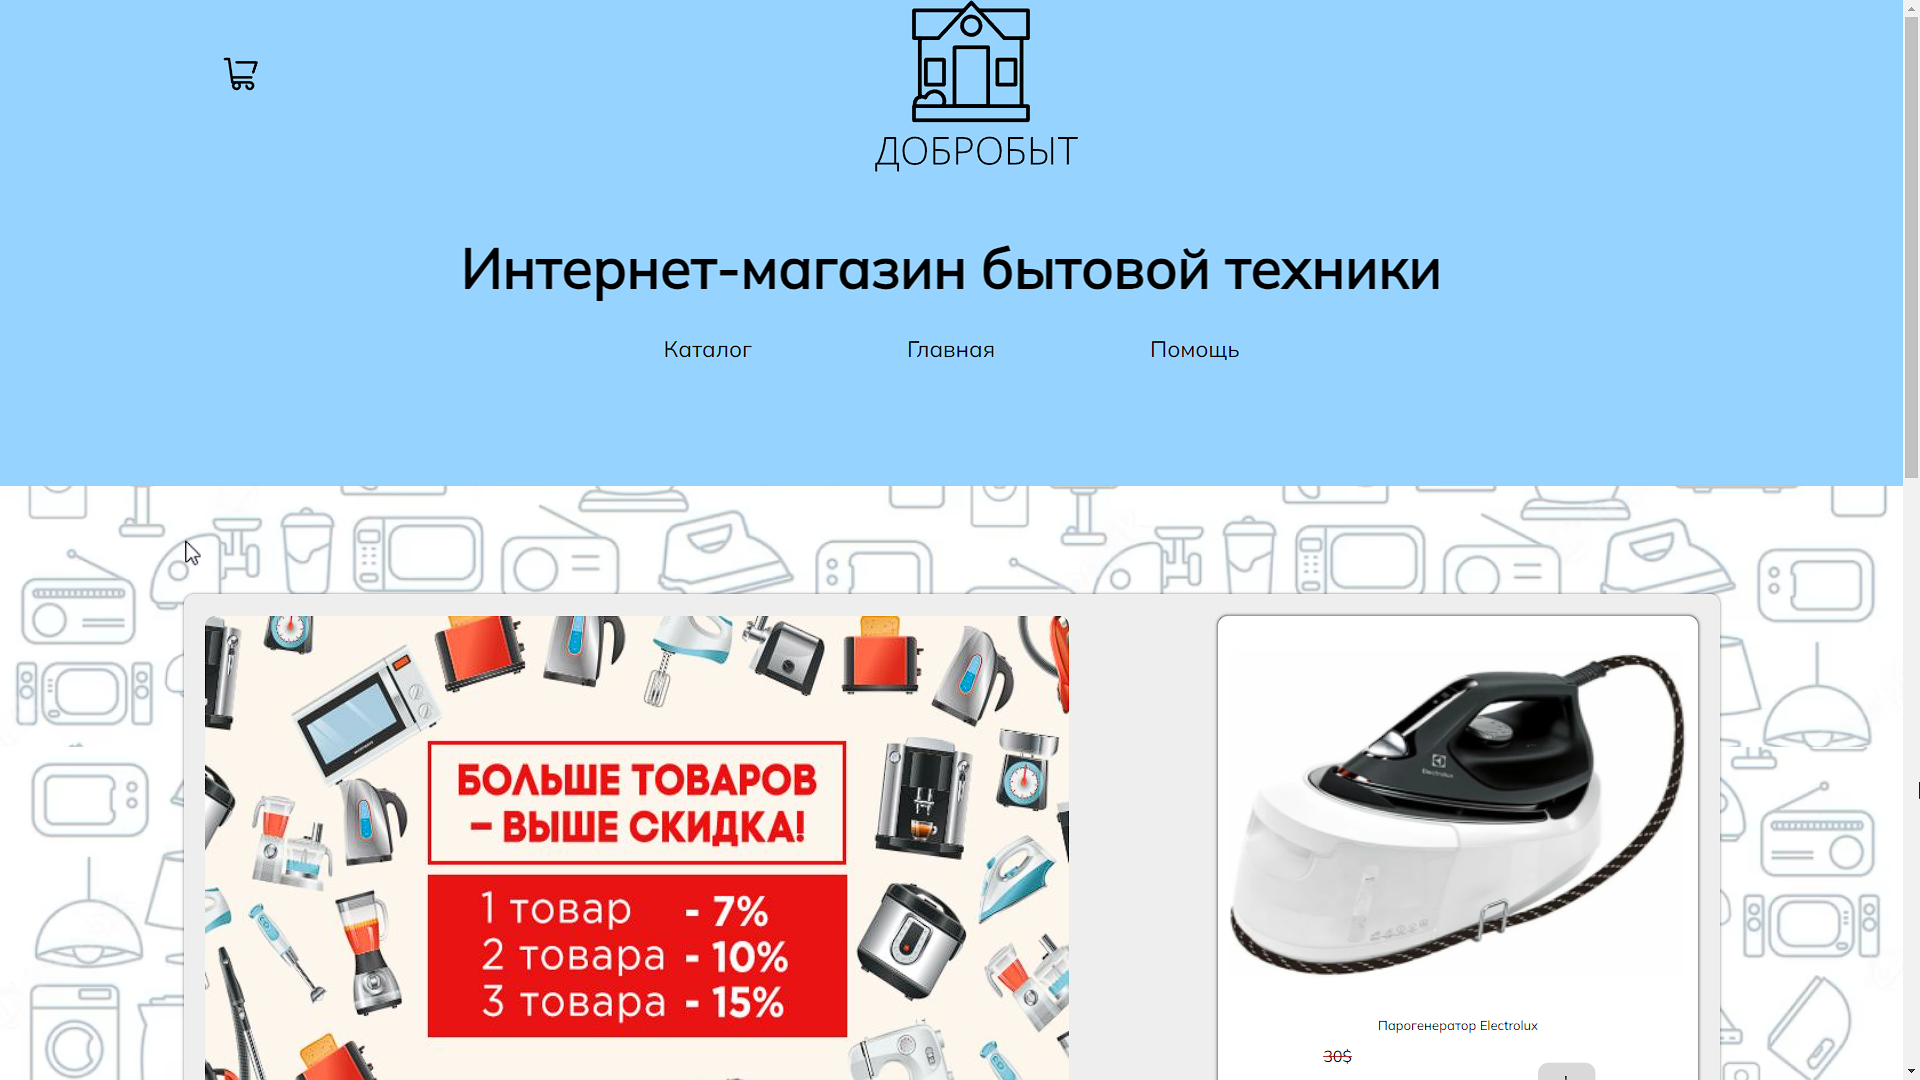 ДОБРОБЫТ
Интернет-магазин бытовой техники
Каталог Главная Помощь
БОЛЬШЕ ТОВАРОВ
– ВЫШЕ СКИДКА!
1 товар - 7%
2 товара - 10%
3 товара - 15%
Electrolux
Парогенератор Electrolux
30$